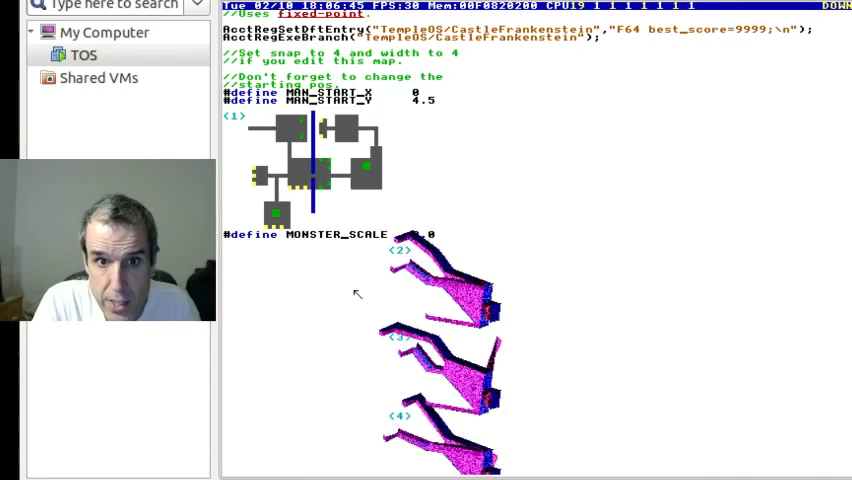 Type here to search
My Computer
TOS
Shared VMs
Tue 02/10 18:06:45 FPS:30 Mem:00F0820200 CPU19 1 1 1 1 1 1 1 DOWN
//Uses fixed-point.
AcctRegSetDftEntry("TempleOS/CastleFrankenstein","F64 best_score=9999;\n");
AcctRegExeBranch("TempleOS/CastleFrankenstein");
//Set snap to 4 and width to 4
//if you edit this map.
//Don't forget to change the
//starting pos.
#define MAN_START_X 0
#define MAN_START_Y 4.5
<1>
#define MONSTER_SCALE
<2>
<3>
<4>